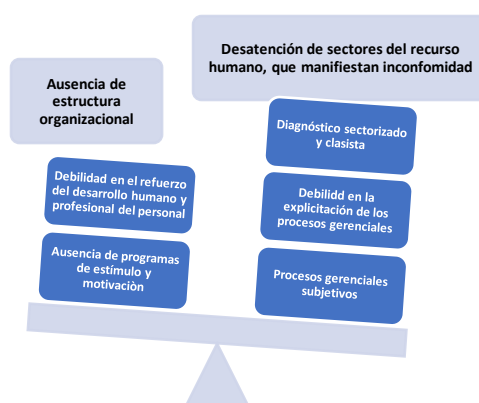 Ausencia de
estructura
organizacional
Desatención de sectores del recurso
humano, que manifiestan inconfomidad
Debilidad en el refuerzo
del desarrollo humano y
profesional del personal
Ausencia de programas
de estímulo y
motivaciòn
Diagnóstico sectorizado
y clasista
Debilidd en la
explicitación de los
procesos gerenciales
Procesos gerenciales
subjetivos